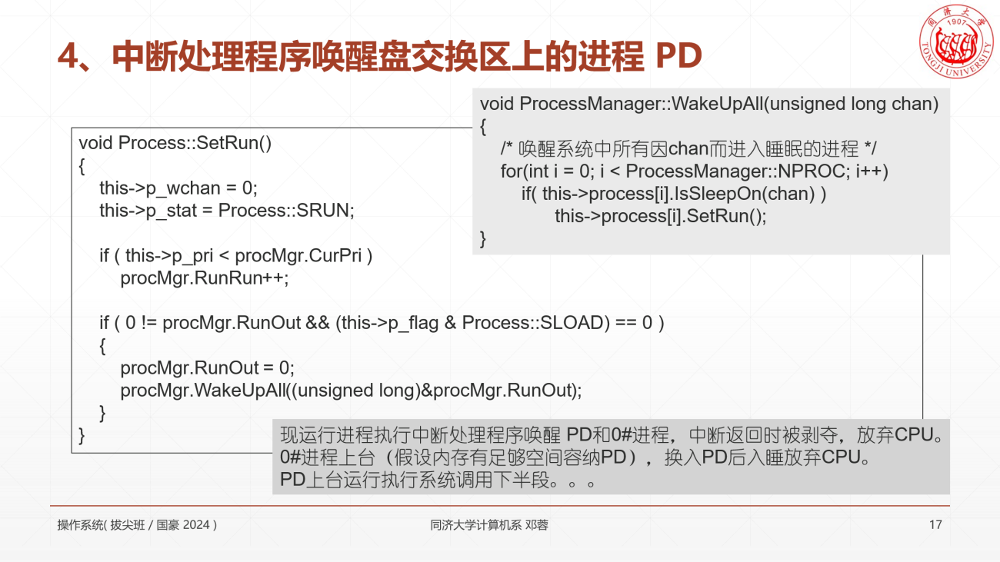 4、中断处理程序唤醒盘交换区上的进程 PD
同济大学
1907
TONGJI UNIVERSITY
void ProcessManager::WakeUpAll(unsigned long chan)
{
/* 唤醒系统中所有因chan而进入睡眠的进程 */
for(int i = 0; i < ProcessManager::NPROC; i++)
if( this->process[i].IsSleepOn(chan) )
this->process[i].SetRun();
}
void Process::SetRun()
{
this->p_wchan = 0;
this->p_stat = Process::SRUN;
if ( this->p_pri < procMgr.CurPri )
procMgr.RunRun++;
if ( 0 != procMgr.RunOut && (this->p_flag & Process::SLOAD) == 0 )
{
procMgr.RunOut = 0;
procMgr.WakeUpAll((unsigned long)&procMgr.RunOut);
}
}
现运行进程执行中断处理程序唤醒 PD和0#进程，中断返回时被剥夺，放弃CPU。
0#进程上台（假设内存有足够空间容纳PD），换入PD后入睡放弃CPU。
PD上台运行执行系统调用下半段。。。
操作系统( 拔尖班 / 国豪 2024 )
同济大学计算机系 邓蓉
17